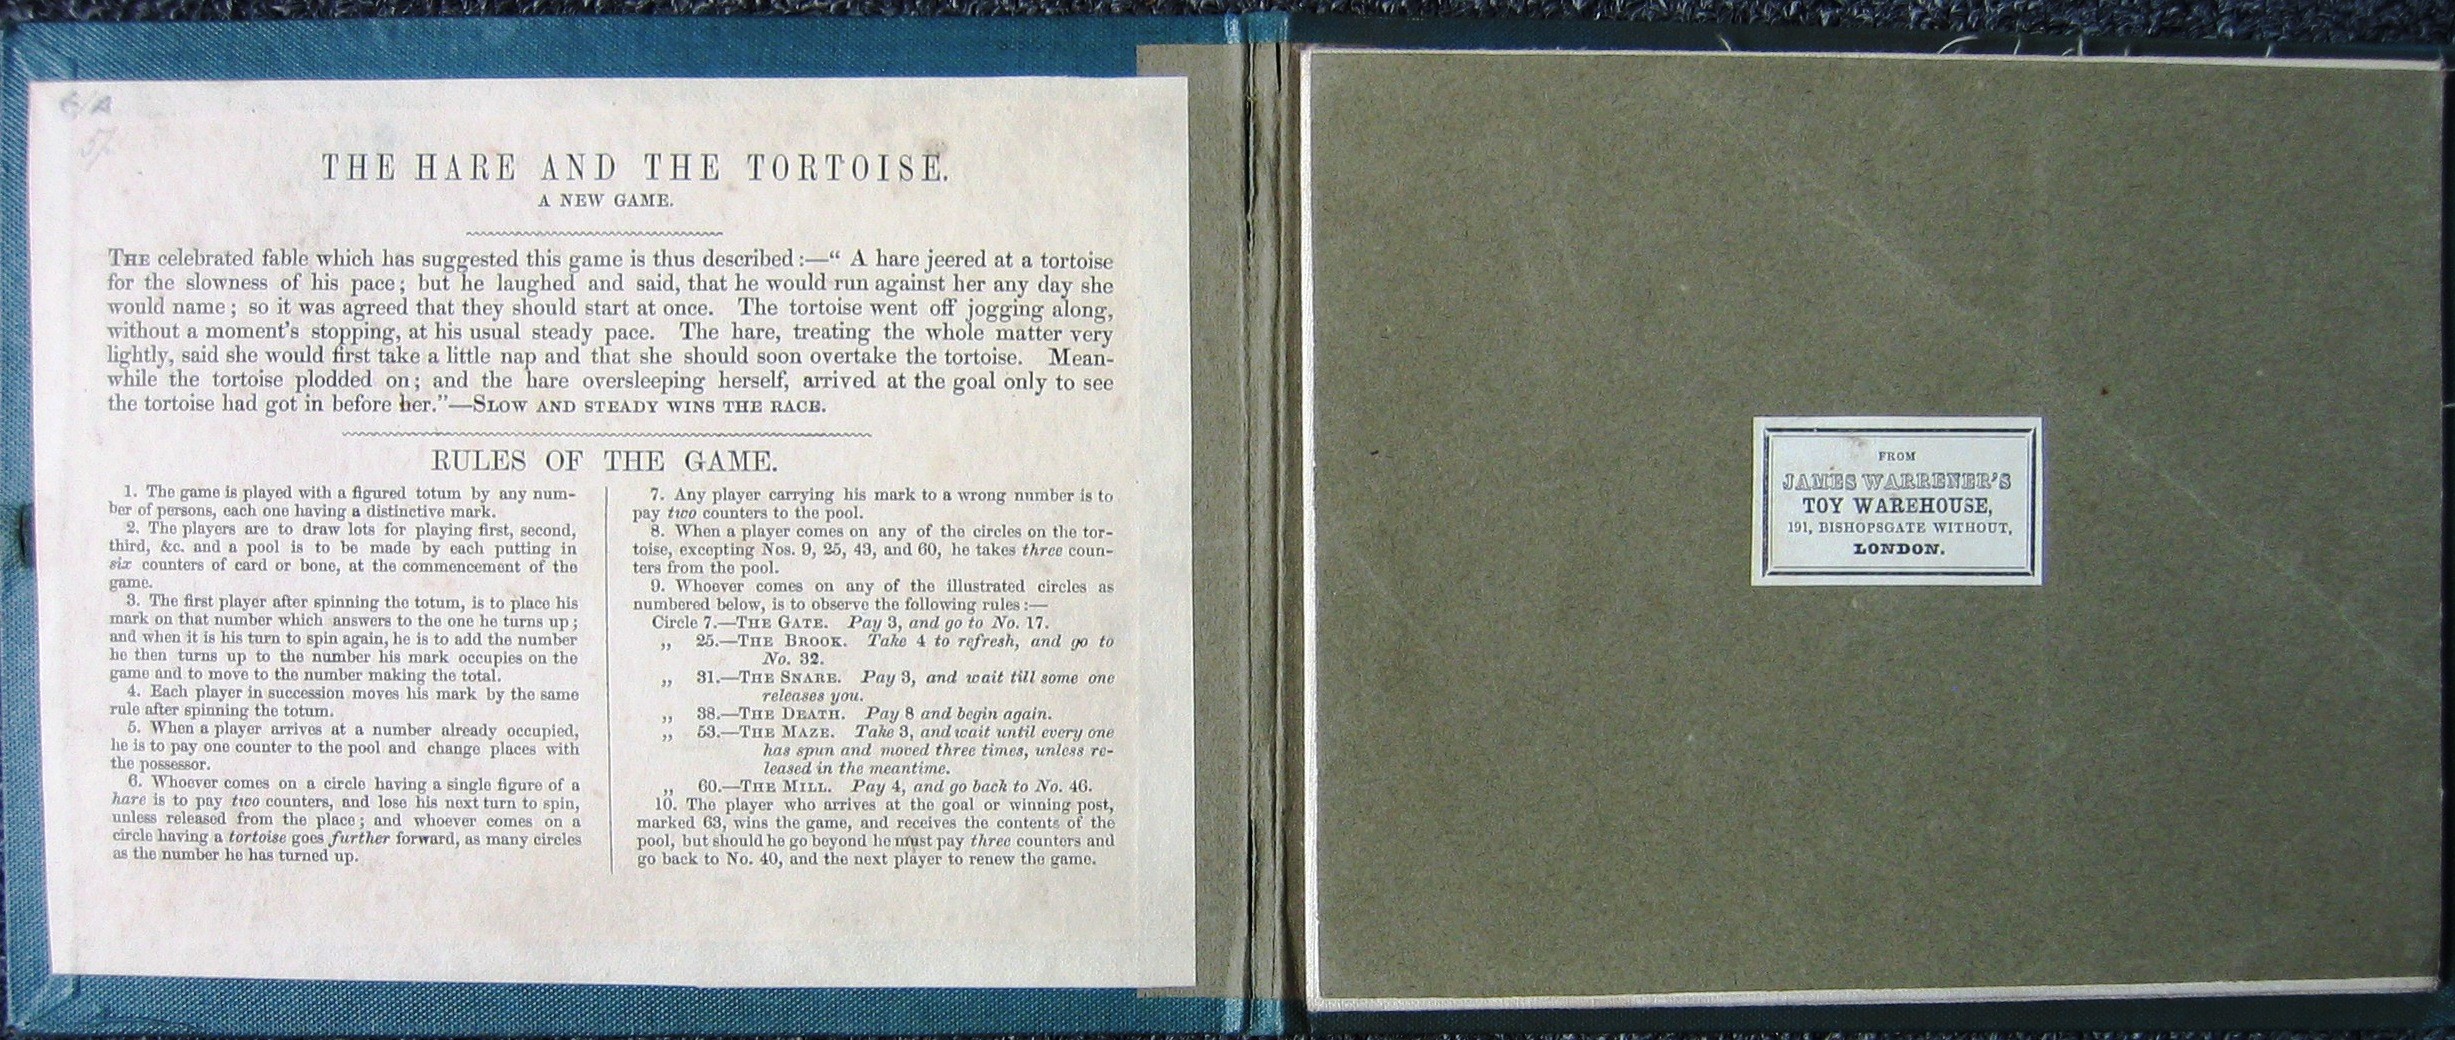 THE HARE AND THE TORTOISE.
A NEW GAME.
THE celebrated fable which has suggested this game is thus described :—“ A hare jeered at a tortoise
for the slowness of his pace ; but he laughed and said, that he would run against her any day she
would name ; so it was agreed that they should start at once. The tortoise went off jogging along,
without a moment's stopping, at his usual steady pace. The hare, treating the whole matter very
lightly, said she would first take a little nap and that she should soon overtake the tortoise. Mean-
while the tortoise plodded on ; and the hare oversleeping herself, arrived at the goal only to see
the tortoise had got in before her.”—SLOW AND STEADY WINS THE RACE.
RULES OF THE GAME.
1. The game is played with a figured totum by any num-
ber of persons, each one having a distinctive mark.
2. The players are to draw lots for playing first, second,
third, &c. and a pool is to be made by each putting in
six counters of card or bone, at the commencement of the
game.
3. The first player after spinning the totum, is to place his
mark on that number which answers to the one he turns up ;
and when it is his turn to spin again, he is to add the number
he then turns up to the number his mark occupies on the
game and to move to the number making the total.
4. Each player in succession moves his mark by the same
rule after spinning the totum.
5. When a player arrives at a number already occupied,
he is to pay one counter to the pool and change places with
the possessor.
6. Whoever comes on a circle having a single figure of a
hare is to pay two counters, and lose his next turn to spin,
unless released from the place ; and whoever comes on a
circle having a tortoise goes further forward, as many circles
as the number he has turned up.
7. Any player carrying his mark to a wrong number is to
pay two counters to the pool.
8. When a player comes on any of the circles on the tor-
toise, excepting Nos. 9, 25, 43, and 60, he takes three coun-
ters from the pool.
9. Whoever comes on any of the illustrated circles as
numbered below, is to observe the following rules :—
Circle 7.—THE GATE. Pay 3, and go to No. 17.
„ 25.—THE BROOK. Take 4 to refresh, and go to
No. 32.
„ 31.—THE SNARE. Pay 3, and wait till some one
releases you.
„ 38.—THE DEATH. Pay 8 and begin again.
„ 53.—THE MAZE. Take 3, and wait until every one
has spun and moved three times, unless re-
leased in the meantime.
„ 60.—THE MILL. Pay 4, and go back to No. 46.
10. The player who arrives at the goal or winning post,
marked 63, wins the game, and receives the contents of the
pool, but should he go beyond he must pay three counters and
go back to No. 40, and the next player to renew the game.
FROM
JAMES WARRENER'S
TOY WAREHOUSE,
191, BISHOPSGATE WITHOUT,
LONDON.